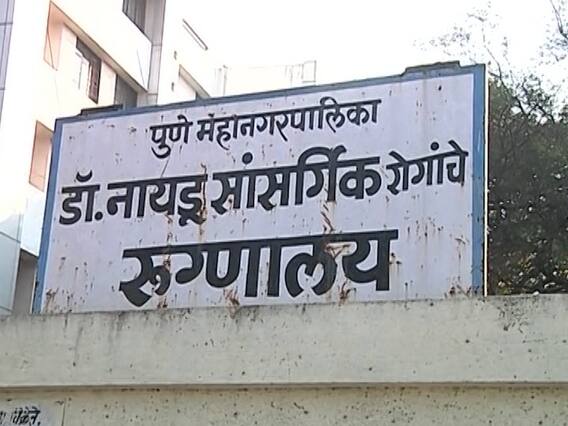 पुणे महानगरपालिका
डॉ. नायडू सांसर्गिक रोगांचे
रुग्णालय